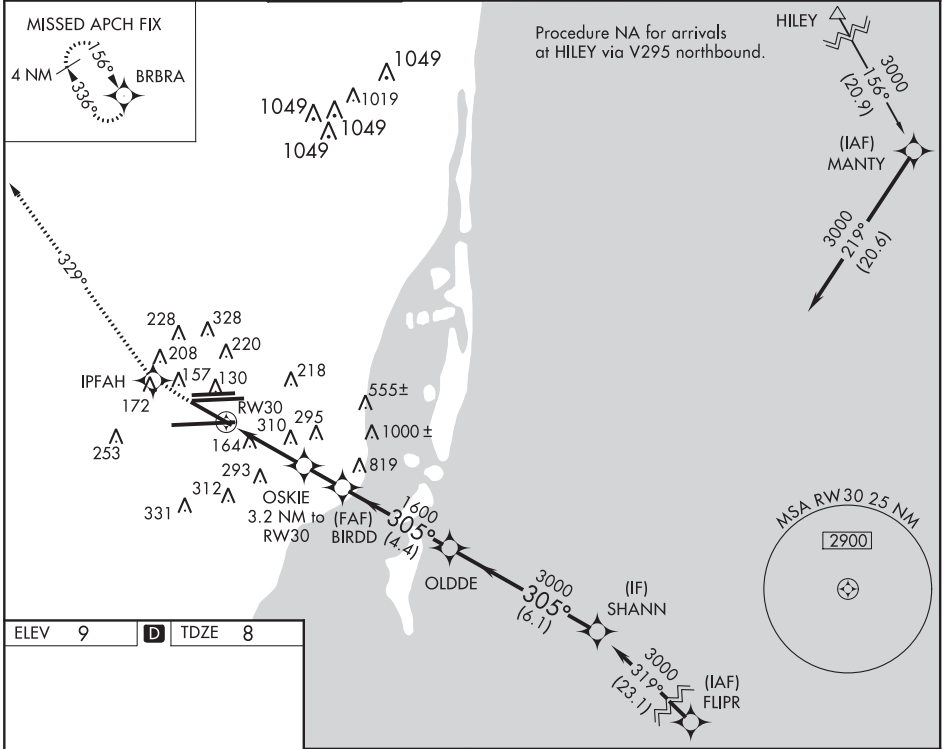 MISSED APCH FIX
156°
4 NM
BRBRA
336°
1049
1019
1049
1049
1049
Procedure NA for arrivals
at HILEY via V295 northbound.
HILEY
3000
156°
(20.9)
(IAF)
MANTY
3000
219°
(20.6)
329°
228
328
208
220
IPFAH
157
130
218
172
RW30
555±
310
295
1000±
164
253
819
293
312
331
OSKIE
3.2 NM to
RW30
(FAF)
BIRDD
1600
305°
(4.4)
OLDDE
3000
305°
(6.1)
(IF)
SHANN
3000
319°
(23.1)
(IAF)
FLIPR
MSA RW30 25 NM
2900
ELEV 9 D TDZE 8